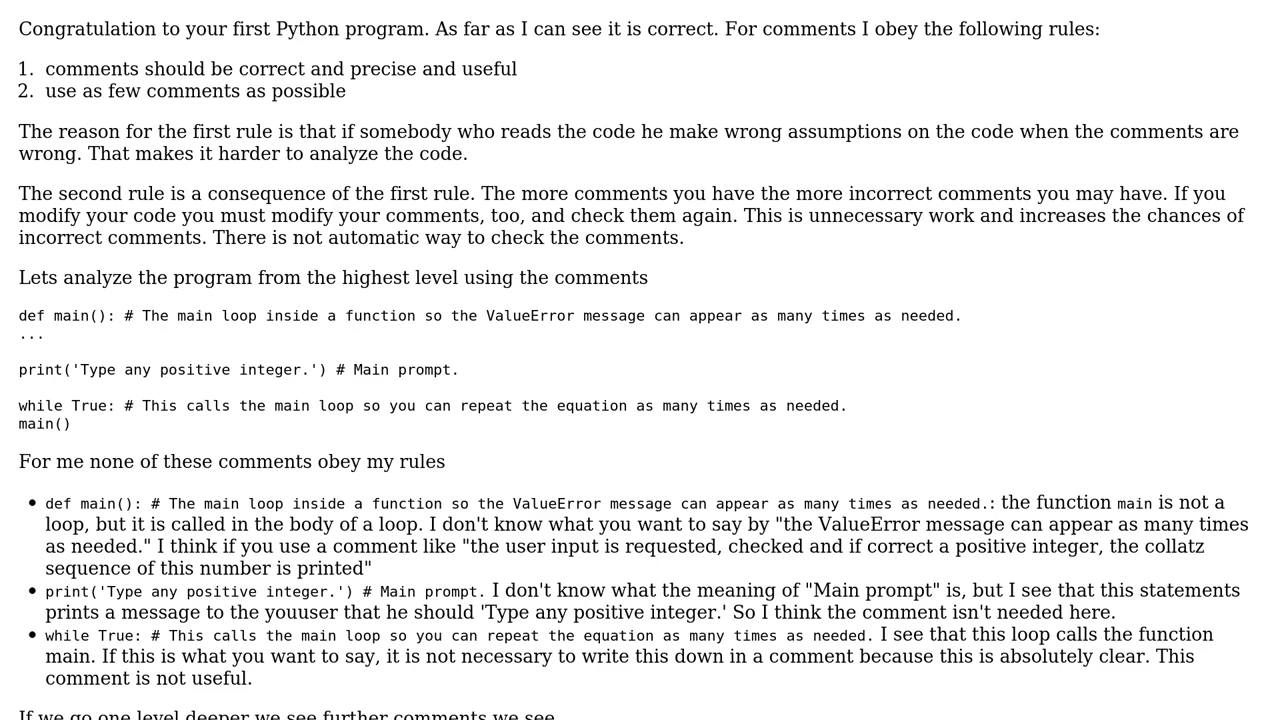 Congratulation to your first Python program. As far as I can see it is correct. For comments I obey the following rules:
1. comments should be correct and precise and useful
2. use as few comments as possible
The reason for the first rule is that if somebody who reads the code he make wrong assumptions on the code when the comments are
wrong. That makes it harder to analyze the code.
The second rule is a consequence of the first rule. The more comments you have the more incorrect comments you may have. If you
modify your code you must modify your comments, too, and check them again. This is unnecessary work and increases the chances of
incorrect comments. There is not automatic way to check the comments.
Lets analyze the program from the highest level using the comments
def main(): # The main loop inside a function so the ValueError message can appear as many times as needed.
...
print('Type any positive integer.') # Main prompt.
while True: # This calls the main loop so you can repeat the equation as many times as needed.
main()
For me none of these comments obey my rules
• def main(): # The main loop inside a function so the ValueError message can appear as many times as needed.: the function main is not a
loop, but it is called in the body of a loop. I don't know what you want to say by "the ValueError message can appear as many times
as needed." I think if you use a comment like "the user input is requested, checked and if correct a positive integer, the collatz
sequence of this number is printed"
• print('Type any positive integer.') # Main prompt. I don't know what the meaning of "Main prompt" is, but I see that this statements
prints a message to the youuser that he should 'Type any positive integer.' So I think the comment isn't needed here.
• while True: # This calls the main loop so you can repeat the equation as many times as needed. I see that this loop calls the function
main. If this is what you want to say, it is not necessary to write this down in a comment because this is absolutely clear. This
comment is not useful.
If we go one level deeper we see further comments we see